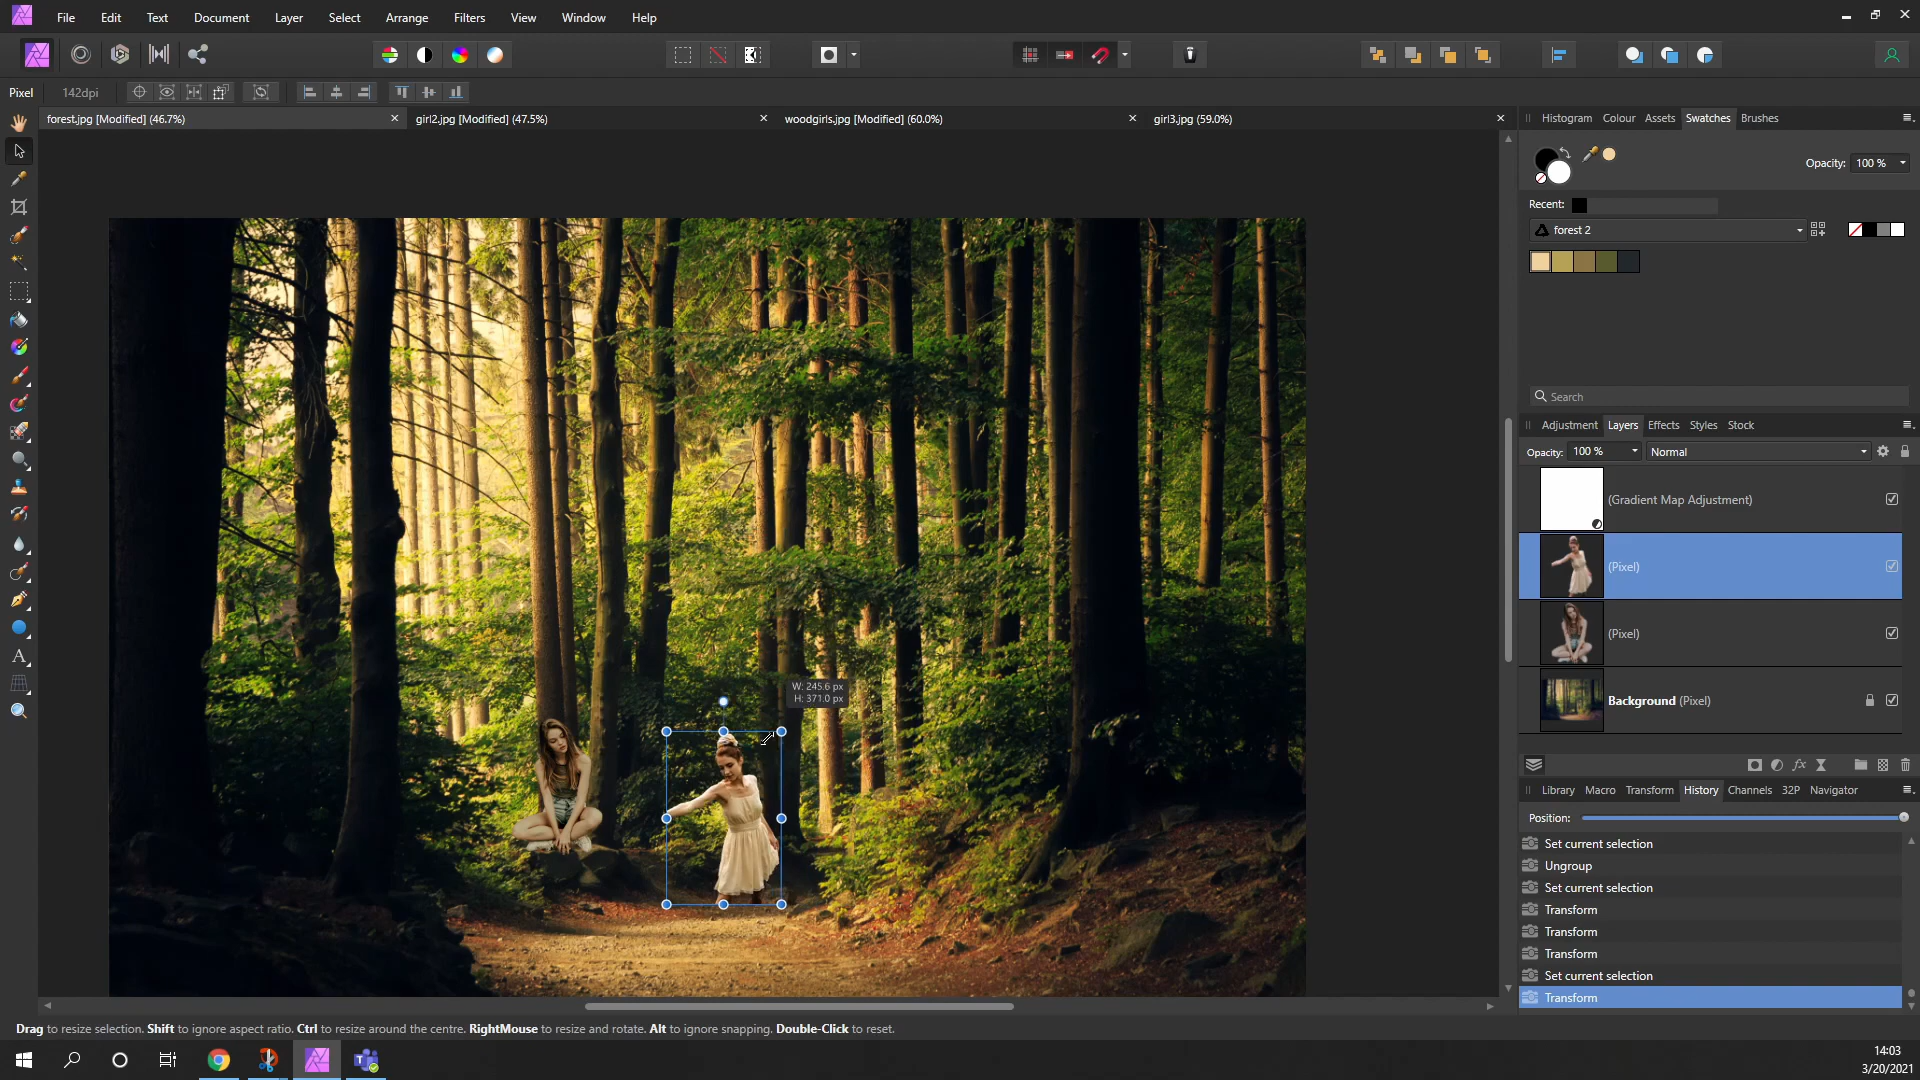 File Edit Text Document Layer Select Arrange Filters View Window Help
Pixel 142dpi
forest.jpg [Modified] (46.7%)
girl2.jpg [Modified] (47.5%)
woodgirls.jpg [Modified] (60.0%)
girl3.jpg (59.0%)
Histogram Colour Assets Swatches Brushes
Opacity: 100 %
Recent:
forest 2
Search
Adjustment Layers Effects Styles Stock
Opacity: 100 % Normal
(Gradient Map Adjustment)
(Pixel)
(Pixel)
Background (Pixel)
W: 245.6 px
H: 371.0 px
Library Macro Transform History Channels 32P Navigator
Position:
Set current selection
Ungroup
Set current selection
Transform
Transform
Transform
Set current selection
Transform
Drag to resize selection. Shift to ignore aspect ratio. Ctrl to resize around the centre. RightMouse to resize and rotate. Alt to ignore snapping. Double-Click to reset.
14:03
3/20/2021